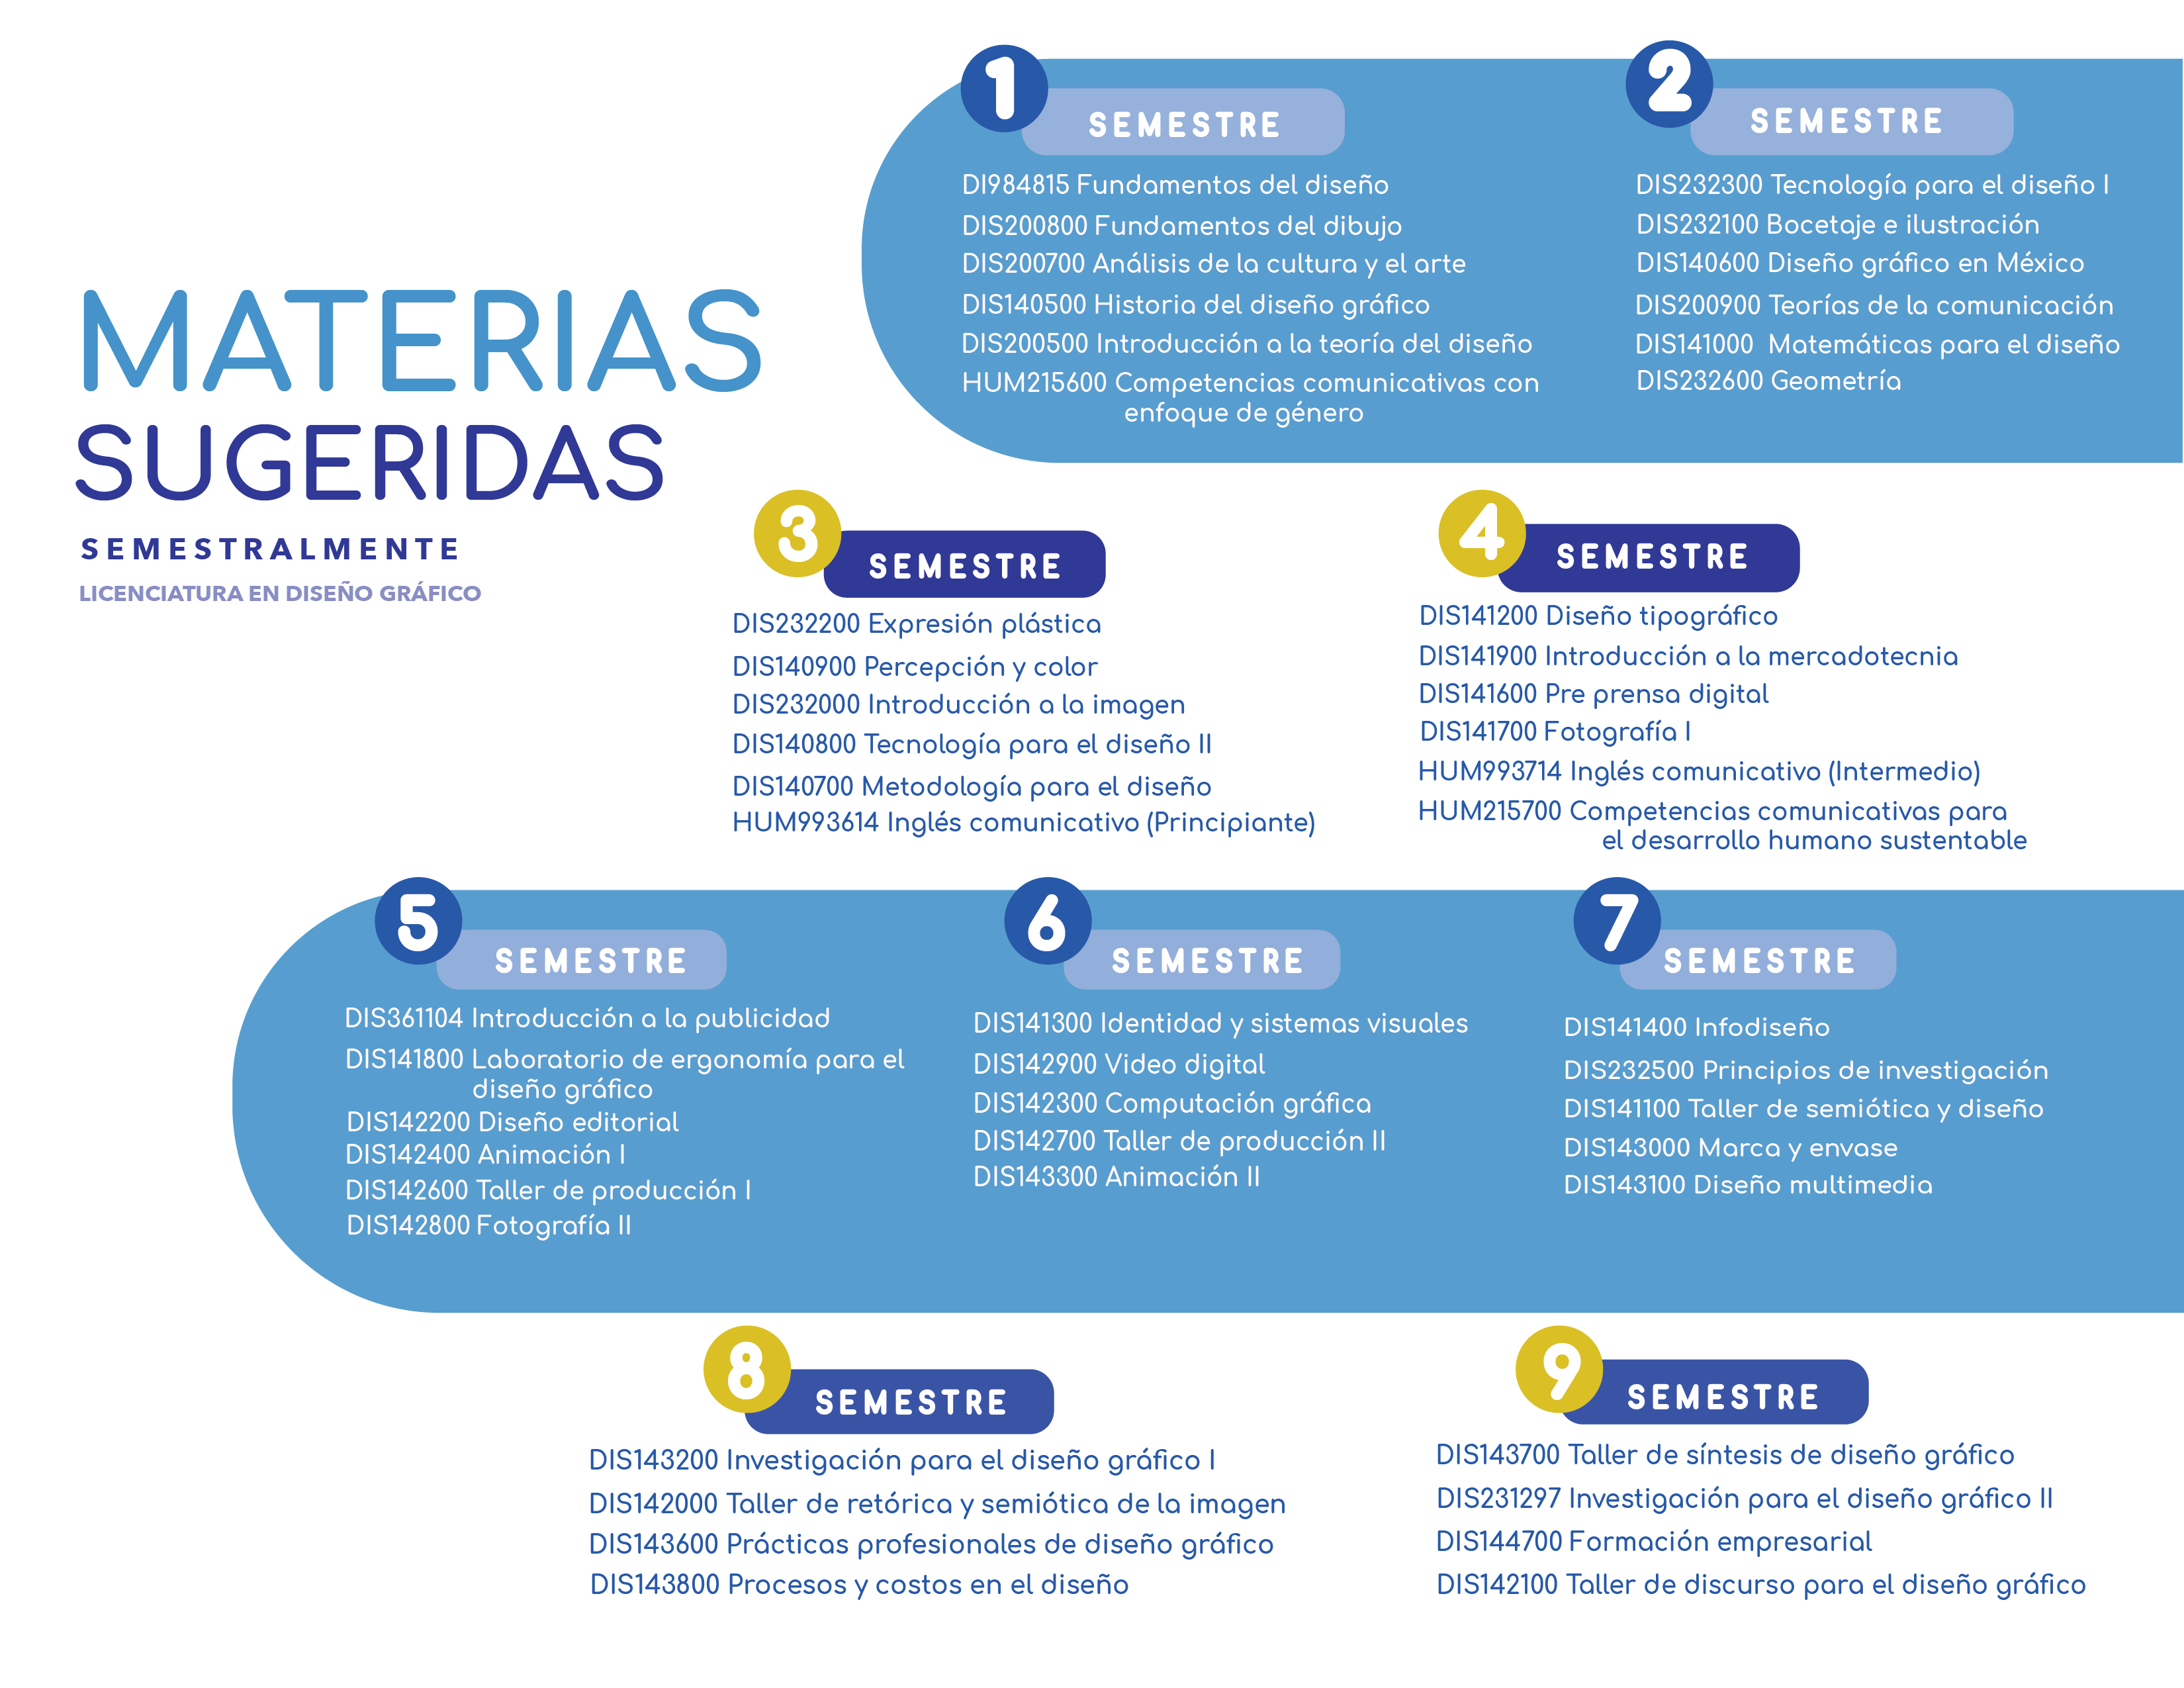 MATERIAS
SUGERIDAS
SEMESTRALMENTE
LICENCIATURA EN DISEÑO GRÁFICO
1
SEMESTRE
DI984815 Fundamentos del diseño
DIS200800 Fundamentos del dibujo
DIS200700 Análisis de la cultura y el arte
DIS140500 Historia del diseño gráfico
DIS200500 Introducción a la teoría del diseño
HUM215600 Competencias comunicativas con
enfoque de género
2
SEMESTRE
DIS232300 Tecnología para el diseño I
DIS232100 Bocetaje e ilustración
DIS140600 Diseño gráfico en México
DIS200900 Teorías de la comunicación
DIS141000 Matemáticas para el diseño
DIS232600 Geometría
3
SEMESTRE
DIS232200 Expresión plástica
DIS140900 Percepción y color
DIS232000 Introducción a la imagen
DIS140800 Tecnología para el diseño II
DIS140700 Metodología para el diseño
HUM993614 Inglés comunicativo (Principiante)
4
SEMESTRE
DIS141200 Diseño tipográfico
DIS141900 Introducción a la mercadotecnia
DIS141600 Pre prensa digital
DIS141700 Fotografía I
HUM993714 Inglés comunicativo (Intermedio)
HUM215700 Competencias comunicativas para
el desarrollo humano sustentable
5
SEMESTRE
DIS361104 Introducción a la publicidad
DIS141800 Laboratorio de ergonomía para el
diseño gráfico
DIS142200 Diseño editorial
DIS142400 Animación I
DIS142600 Taller de producción I
DIS142800 Fotografía II
6
SEMESTRE
DIS141300 Identidad y sistemas visuales
DIS142900 Video digital
DIS142300 Computación gráfica
DIS142700 Taller de producción II
DIS143300 Animación II
7
SEMESTRE
DIS141400 Infodiseño
DIS232500 Principios de investigación
DIS141100 Taller de semiótica y diseño
DIS143000 Marca y envase
DIS143100 Diseño multimedia
8
SEMESTRE
DIS143200 Investigación para el diseño gráfico I
DIS142000 Taller de retórica y semiótica de la imagen
DIS143600 Prácticas profesionales de diseño gráfico
DIS143800 Procesos y costos en el diseño
9
SEMESTRE
DIS143700 Taller de síntesis de diseño gráfico
DIS231297 Investigación para el diseño gráfico II
DIS144700 Formación empresarial
DIS142100 Taller de discurso para el diseño gráfico